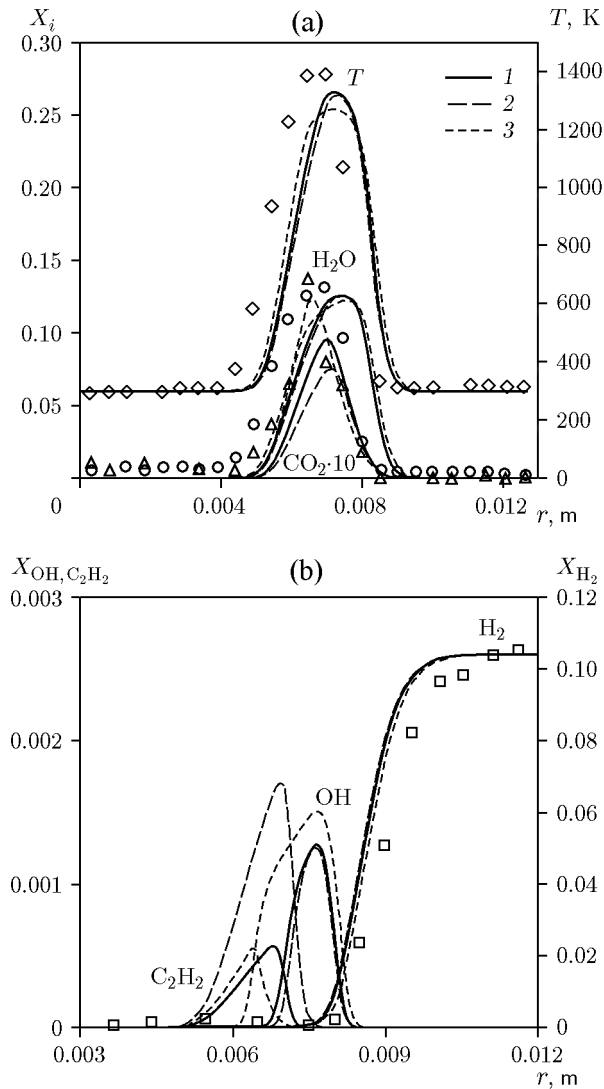 (a)
X_i T, K
0.30
0.25
0.20
0.15
0.10
0.05
0
1400
1200
1000
800
600
400
200
0
T
1
2
3
H₂O
CO₂·10
0.004 0.008 0.012
r, m
(b)
X_OH, C₂H₂ X_H₂
0.003
0.002
0.001
0
0.12
0.10
0.08
0.06
0.04
0.02
0
H₂
OH
C₂H₂
0.003 0.006 0.009 0.012
r, m